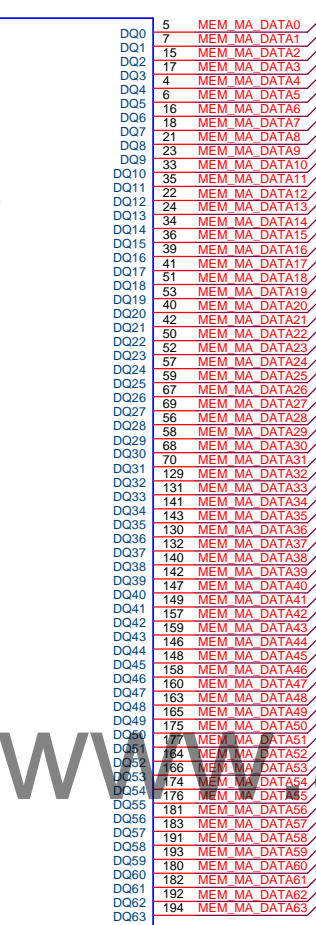 DQ0 5 MEM_MA_DATA0
DQ1 7 MEM_MA_DATA1
DQ2 15 MEM_MA_DATA2
DQ3 17 MEM_MA_DATA3
DQ4 4 MEM_MA_DATA4
DQ5 6 MEM_MA_DATA5
DQ6 16 MEM_MA_DATA6
DQ7 18 MEM_MA_DATA7
DQ8 21 MEM_MA_DATA8
DQ9 23 MEM_MA_DATA9
DQ10 33 MEM_MA_DATA10
DQ11 35 MEM_MA_DATA11
DQ12 22 MEM_MA_DATA12
DQ13 24 MEM_MA_DATA13
DQ14 34 MEM_MA_DATA14
DQ15 36 MEM_MA_DATA15
DQ16 39 MEM_MA_DATA16
DQ17 41 MEM_MA_DATA17
DQ18 51 MEM_MA_DATA18
DQ19 53 MEM_MA_DATA19
DQ20 40 MEM_MA_DATA20
DQ21 42 MEM_MA_DATA21
DQ22 50 MEM_MA_DATA22
DQ23 52 MEM_MA_DATA23
DQ24 57 MEM_MA_DATA24
DQ25 59 MEM_MA_DATA25
DQ26 67 MEM_MA_DATA26
DQ27 69 MEM_MA_DATA27
DQ28 56 MEM_MA_DATA28
DQ29 58 MEM_MA_DATA29
DQ30 68 MEM_MA_DATA30
DQ31 70 MEM_MA_DATA31
DQ32 129 MEM_MA_DATA32
DQ33 131 MEM_MA_DATA33
DQ34 141 MEM_MA_DATA34
DQ35 143 MEM_MA_DATA35
DQ36 130 MEM_MA_DATA36
DQ37 132 MEM_MA_DATA37
DQ38 140 MEM_MA_DATA38
DQ39 142 MEM_MA_DATA39
DQ40 147 MEM_MA_DATA40
DQ41 149 MEM_MA_DATA41
DQ42 157 MEM_MA_DATA42
DQ43 159 MEM_MA_DATA43
DQ44 146 MEM_MA_DATA44
DQ45 148 MEM_MA_DATA45
DQ46 158 MEM_MA_DATA46
DQ47 160 MEM_MA_DATA47
DQ48 163 MEM_MA_DATA48
DQ49 165 MEM_MA_DATA49
DQ50 175 MEM_MA_DATA50
DQ51 177 MEM_MA_DATA51
DQ52 164 MEM_MA_DATA52
DQ53 166 MEM_MA_DATA53
DQ54 174 MEM_MA_DATA54
DQ55 176 MEM_MA_DATA55
DQ56 181 MEM_MA_DATA56
DQ57 183 MEM_MA_DATA57
DQ58 191 MEM_MA_DATA58
DQ59 193 MEM_MA_DATA59
DQ60 180 MEM_MA_DATA60
DQ61 182 MEM_MA_DATA61
DQ62 192 MEM_MA_DATA62
DQ63 194 MEM_MA_DATA63